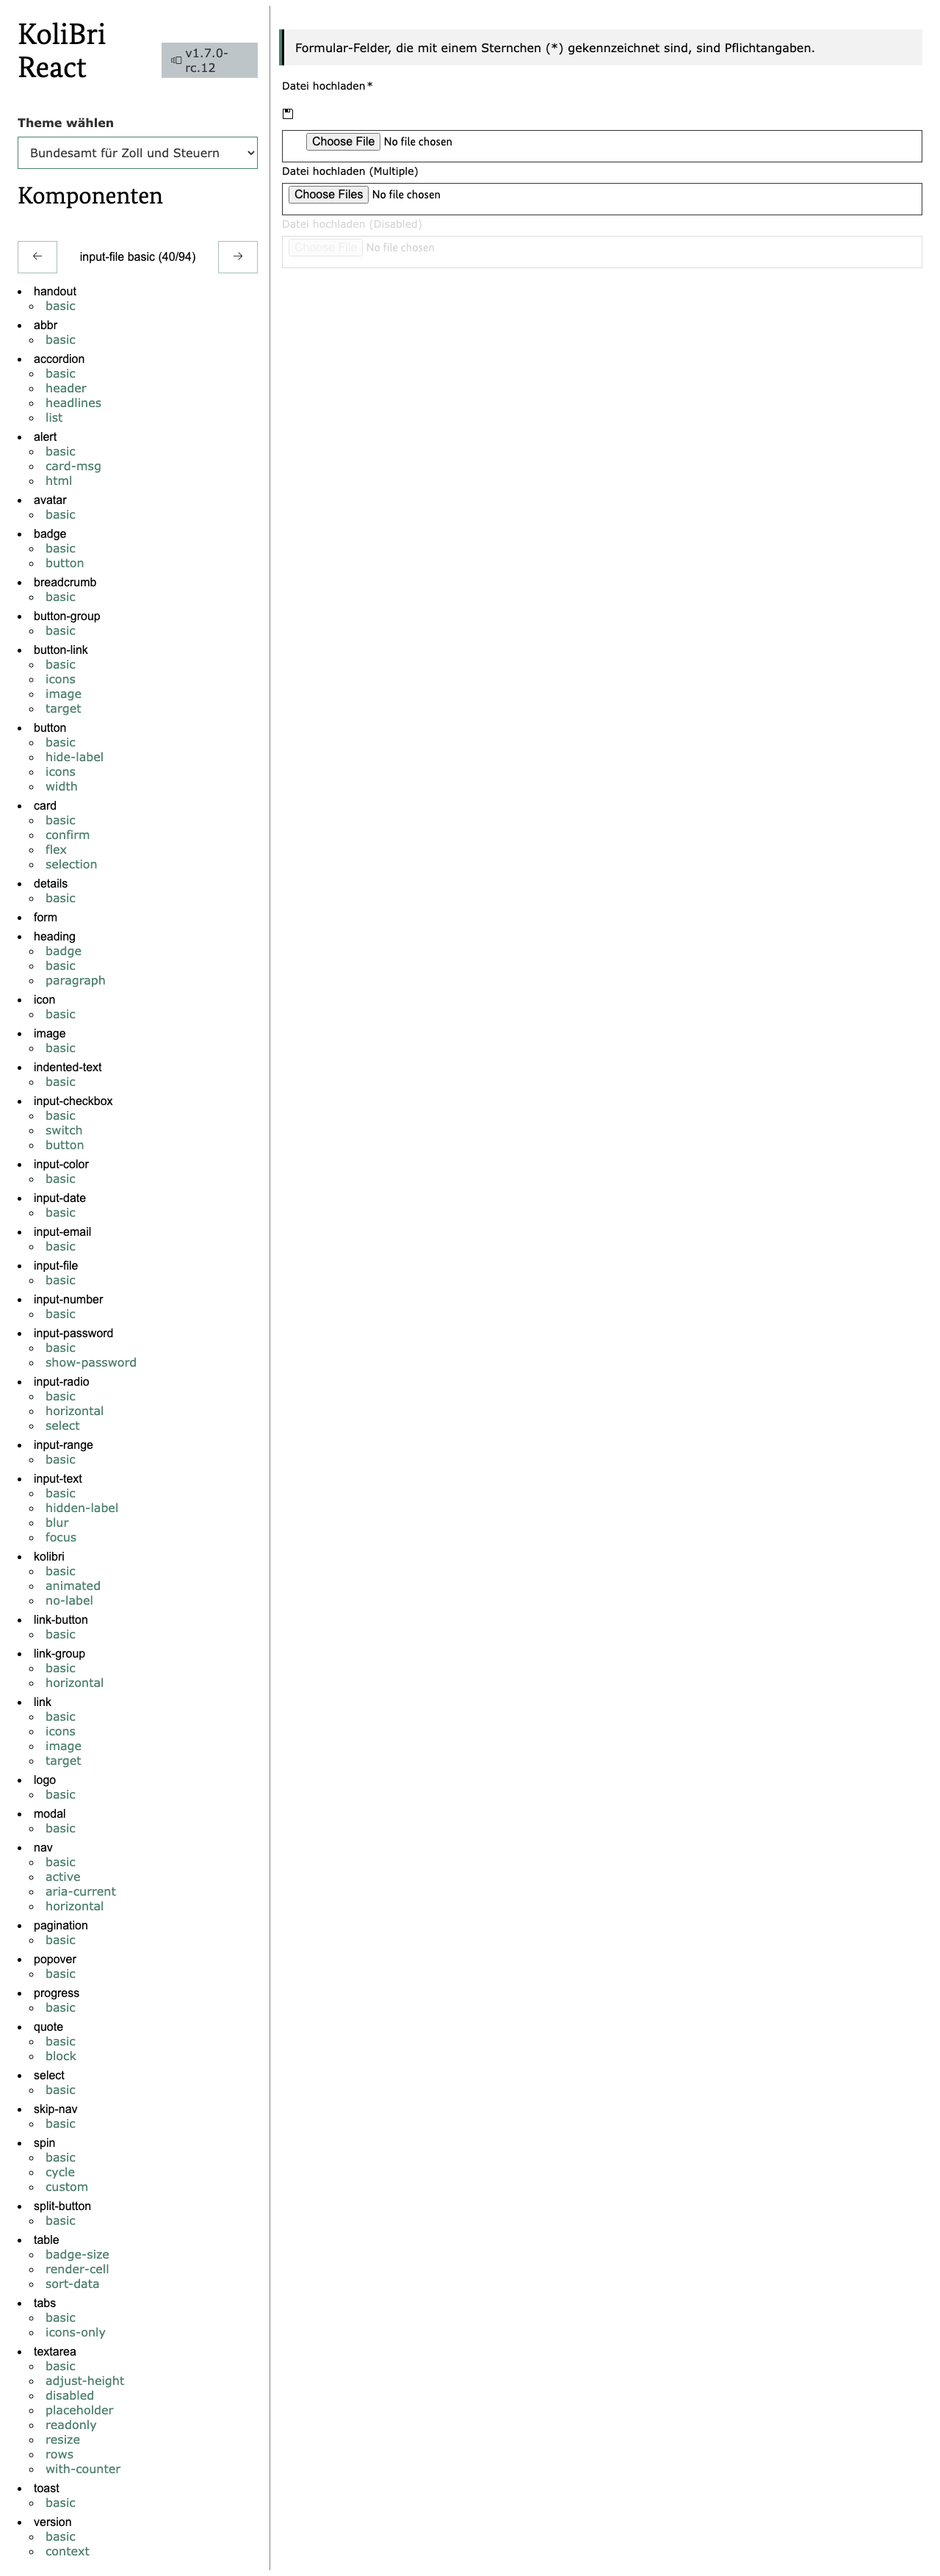 KoliBri
React
v1.7.0-
rc.12
Theme wählen
Bundesamt für Zoll und Steuern
Komponenten
input-file basic (40/94)
handout
basic
abbr
basic
accordion
basic
header
headlines
list
alert
basic
card-msg
html
avatar
basic
badge
basic
button
breadcrumb
basic
button-group
basic
button-link
basic
icons
image
target
button
basic
hide-label
icons
width
card
basic
confirm
flex
selection
details
basic
form
heading
badge
basic
paragraph
icon
basic
image
basic
indented-text
basic
input-checkbox
basic
switch
button
input-color
basic
input-date
basic
input-email
basic
input-file
basic
input-number
basic
input-password
basic
show-password
input-radio
basic
horizontal
select
input-range
basic
input-text
basic
hidden-label
blur
focus
kolibri
basic
animated
no-label
link-button
basic
link-group
basic
horizontal
link
basic
icons
image
target
logo
basic
modal
basic
nav
basic
active
aria-current
horizontal
pagination
basic
popover
basic
progress
basic
quote
basic
block
select
basic
skip-nav
basic
spin
basic
cycle
custom
split-button
basic
table
badge-size
render-cell
sort-data
tabs
basic
icons-only
textarea
basic
adjust-height
disabled
placeholder
readonly
resize
rows
with-counter
toast
basic
version
basic
context
Formular-Felder, die mit einem Sternchen (*) gekennzeichnet sind, sind Pflichtangaben.
Datei hochladen*
Choose File No file chosen
Datei hochladen (Multiple)
Choose Files No file chosen
Datei hochladen (Disabled)
Choose File No file chosen